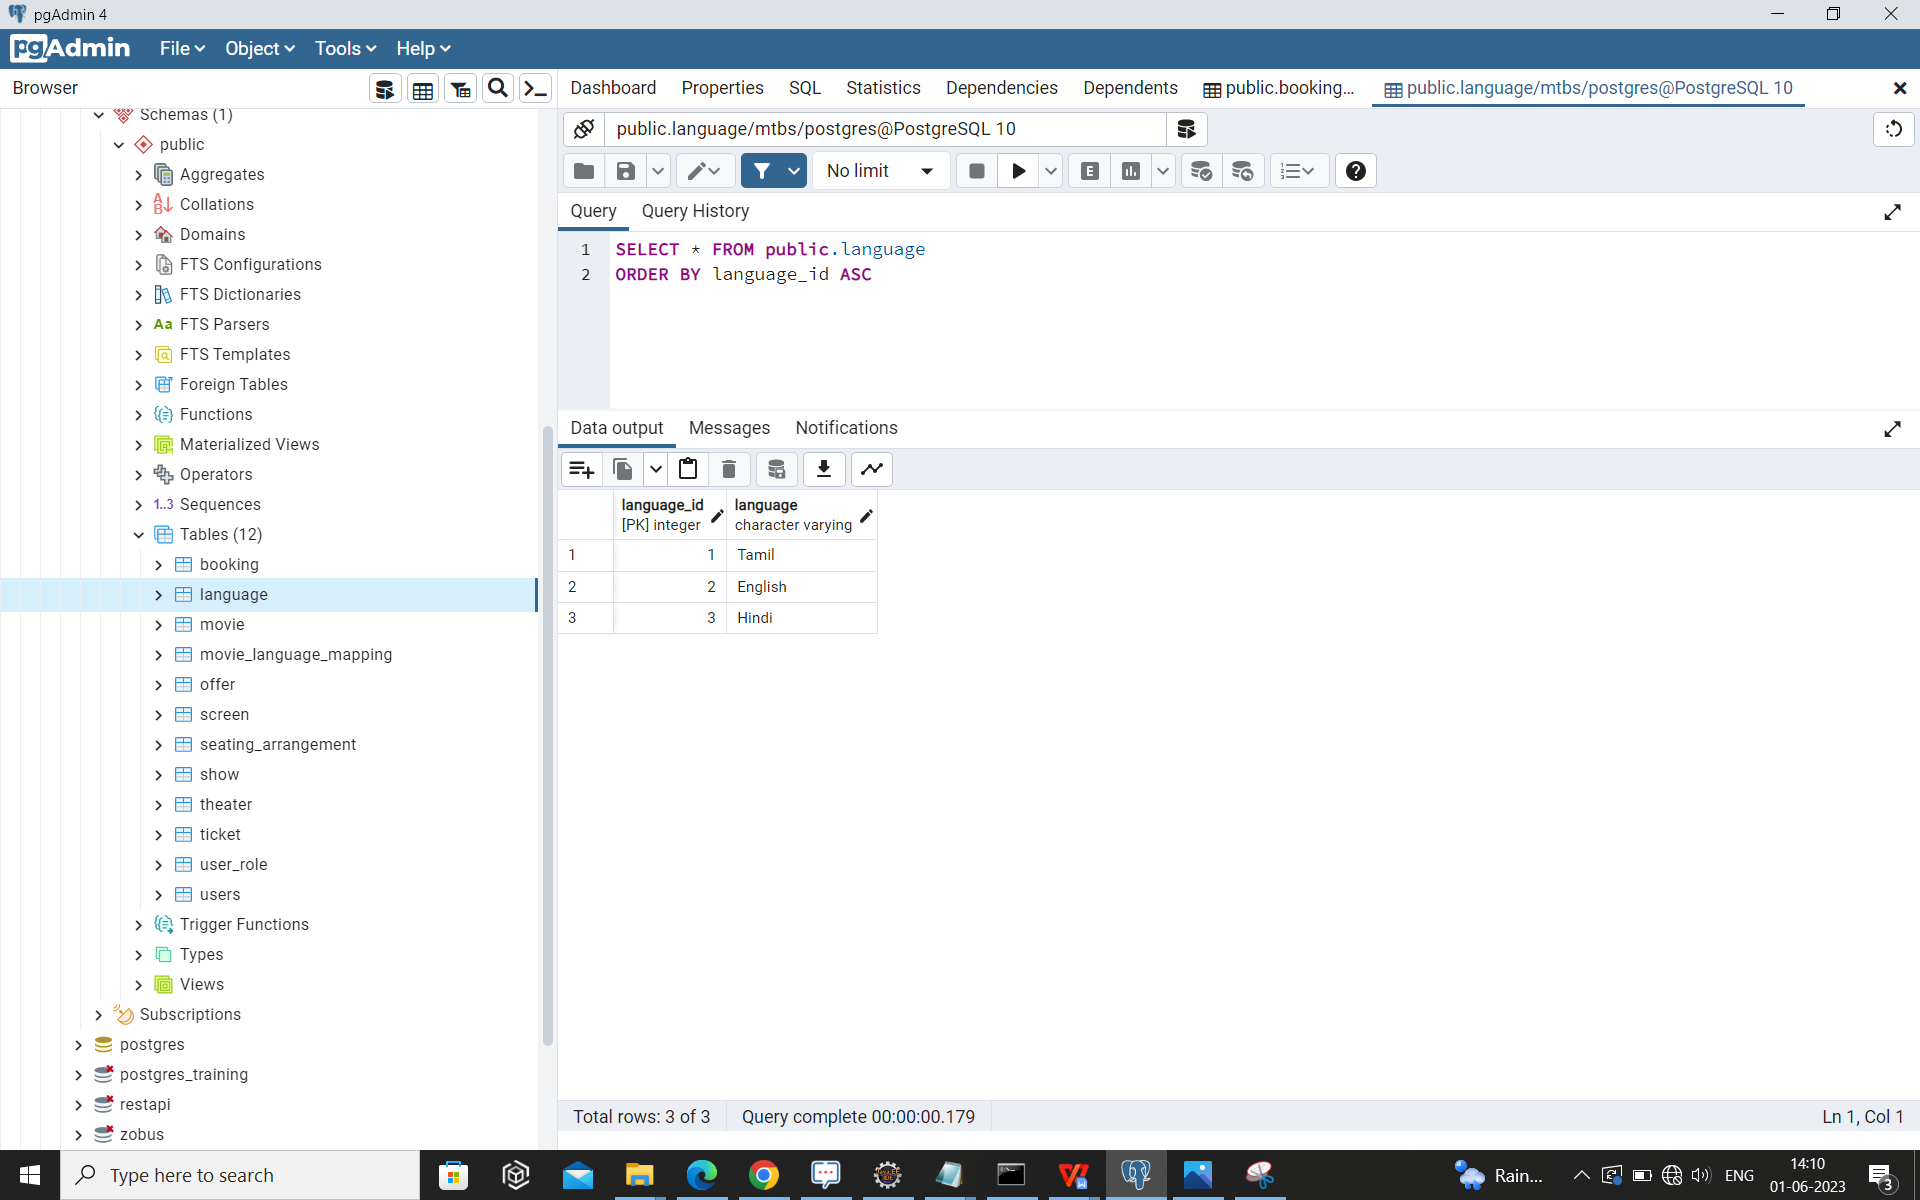 pgAdmin 4
pgAdmin File Object Tools Help
Browser
Dashboard Properties SQL Statistics Dependencies Dependents public.booking... public.language/mtbs/postgres@PostgreSQL 10
Schemas (1)
public
Aggregates
Collations
Domains
FTS Configurations
FTS Dictionaries
Aa FTS Parsers
FTS Templates
Foreign Tables
Functions
Materialized Views
Operators
1..3 Sequences
Tables (12)
booking
language
movie
movie_language_mapping
offer
screen
seating_arrangement
show
theater
ticket
user_role
users
Trigger Functions
Types
Views
Subscriptions
postgres
postgres_training
restapi
zobus
public.language/mtbs/postgres@PostgreSQL 10
No limit
E
Query Query History
1 SELECT * FROM public.language
2 ORDER BY language_id ASC
Data output Messages Notifications
language_id language
[PK] integer character varying
1 1 Tamil
2 2 English
3 3 Hindi
Total rows: 3 of 3 Query complete 00:00:00.179 Ln 1, Col 1
Type here to search
Rain... ENG 14:10
01-06-2023
3